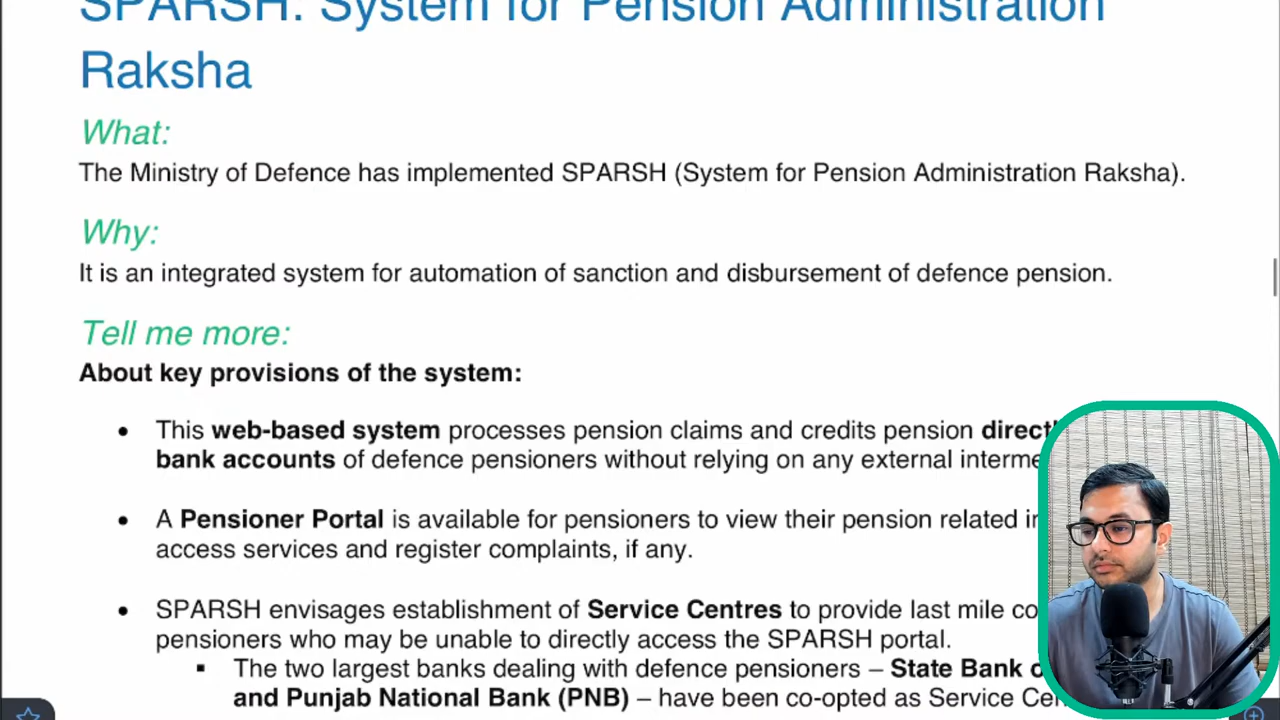 SPARSH: System for Pension Administration
Raksha
What:
The Ministry of Defence has implemented SPARSH (System for Pension Administration Raksha).
Why:
It is an integrated system for automation of sanction and disbursement of defence pension.
Tell me more:
About key provisions of the system:
• This web-based system processes pension claims and credits pension
bank accounts of defence pensioners without relying on any external
• A Pensioner Portal is available for pensioners to view their pension related
access services and register complaints, if any.
• SPARSH envisages establishment of Service Centres to provide last mile
pensioners who may be unable to directly access the SPARSH portal.
▪ The two largest banks dealing with defence pensioners – State Bank
and Punjab National Bank (PNB) – have been co-opted as Service